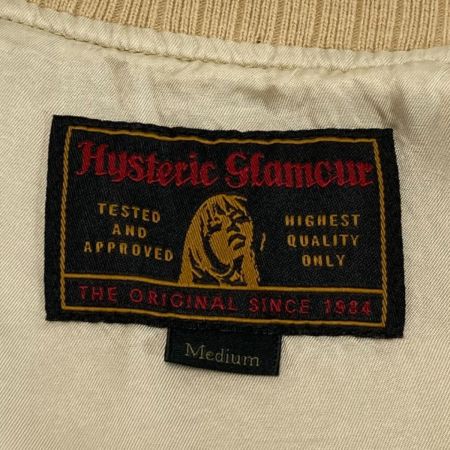 Hysteric Glamour
TESTED
AND
APPROVED
HIGHEST
QUALITY
ONLY
THE ORIGINAL SINCE 1984
Medium